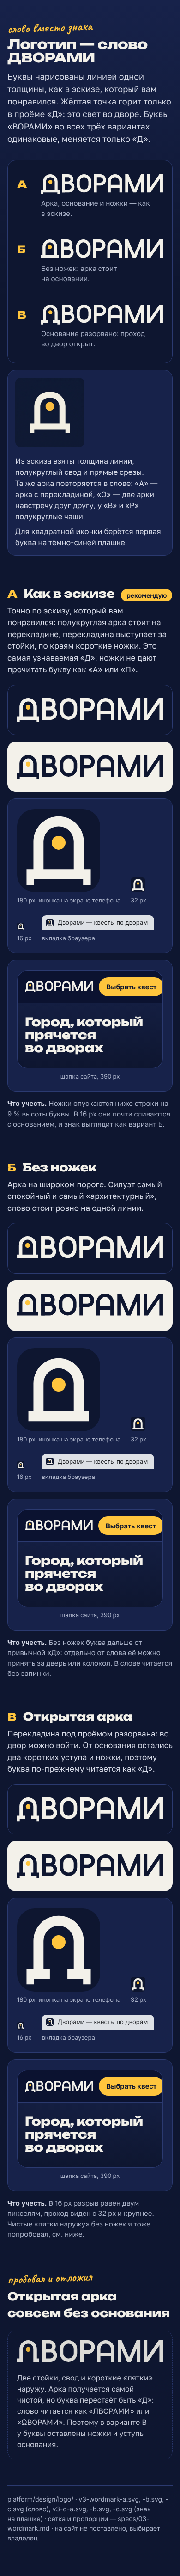 слово вместо знака
Логотип — слово
ДВОРАМИ
Буквы нарисованы линией одной
толщины, как в эскизе, который вам
понравился. Жёлтая точка горит только
в проёме «Д»: это свет во дворе. Буквы
«ВОРАМИ» во всех трёх вариантах
одинаковые, меняется только «Д».
А ДВОРАМИ
Арка, основание и ножки — как
в эскизе.
Б ДВОРАМИ
Без ножек: арка стоит
на основании.
В ДВОРАМИ
Основание разорвано: проход
во двор открыт.
Из эскиза взяты толщина линии,
полукруглый свод и прямые срезы.
Та же арка повторяется в слове: «А» —
арка с перекладиной, «О» — две арки
навстречу друг другу, у «В» и «Р»
полукруглые чаши.
Для квадратной иконки берётся первая
буква на тёмно-синей плашке.
А Как в эскизе рекомендую
Точно по эскизу, который вам
понравился: полукруглая арка стоит на
перекладине, перекладина выступает за
стойки, по краям короткие ножки. Это
самая узнаваемая «Д»: ножки не дают
прочитать букву как «А» или «П».
ДВОРАМИ
ДВОРАМИ
180 px, иконка на экране телефона 32 px
Дворами — квесты по дворам
16 px вкладка браузера
ДВОРАМИ Выбрать квест
Город, который
прячется
во дворах
шапка сайта, 390 px
Что учесть. Ножки опускаются ниже строки на
9 % высоты буквы. В 16 px они почти сливаются
с основанием, и знак выглядит как вариант Б.
Б Без ножек
Арка на широком пороге. Силуэт самый
спокойный и самый «архитектурный»,
слово стоит ровно на одной линии.
ДВОРАМИ
ДВОРАМИ
180 px, иконка на экране телефона 32 px
Дворами — квесты по дворам
16 px вкладка браузера
ДВОРАМИ Выбрать квест
Город, который
прячется
во дворах
шапка сайта, 390 px
Что учесть. Без ножек буква дальше от
привычной «Д»: отдельно от слова её можно
принять за дверь или колокол. В слове читается
без запинки.
В Открытая арка
Перекладина под проёмом разорвана: во
двор можно войти. От основания остались
два коротких уступа и ножки, поэтому
буква по-прежнему читается как «Д».
ДВОРАМИ
ДВОРАМИ
180 px, иконка на экране телефона 32 px
Дворами — квесты по дворам
16 px вкладка браузера
ДВОРАМИ Выбрать квест
Город, который
прячется
во дворах
шапка сайта, 390 px
Что учесть. В 16 px разрыв равен двум
пикселям, проход виден с 32 px и крупнее.
Чистые «пятки наружу» без ножек я тоже
попробовал, см. ниже.
пробовал и отложил
Открытая арка
совсем без основания
ДВОРАМИ
Две стойки, свод и короткие «пятки»
наружу. Арка получается самой
чистой, но буква перестаёт быть «Д»:
слово читается как «ЛВОРАМИ» или
«ΩВОРАМИ». Поэтому в варианте В
у буквы оставлены ножки и уступы
основания.
platform/design/logo/ · v3-wordmark-a.svg, -b.svg, -
c.svg (слово), v3-d-a.svg, -b.svg, -c.svg (знак
на плашке) · сетка и пропорции — specs/03-
wordmark.md · на сайт не поставлено, выбирает
владелец